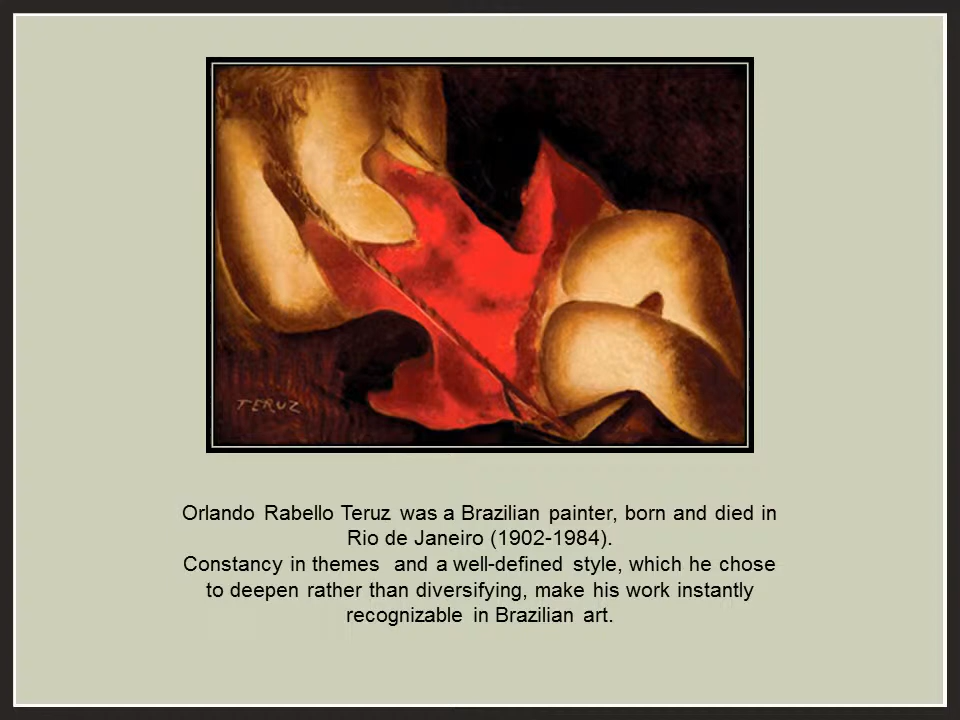 TERUZ
Orlando Rabello Teruz was a Brazilian painter, born and died in
Rio de Janeiro (1902-1984).
Constancy in themes and a well-defined style, which he chose
to deepen rather than diversifying, make his work instantly
recognizable in Brazilian art.